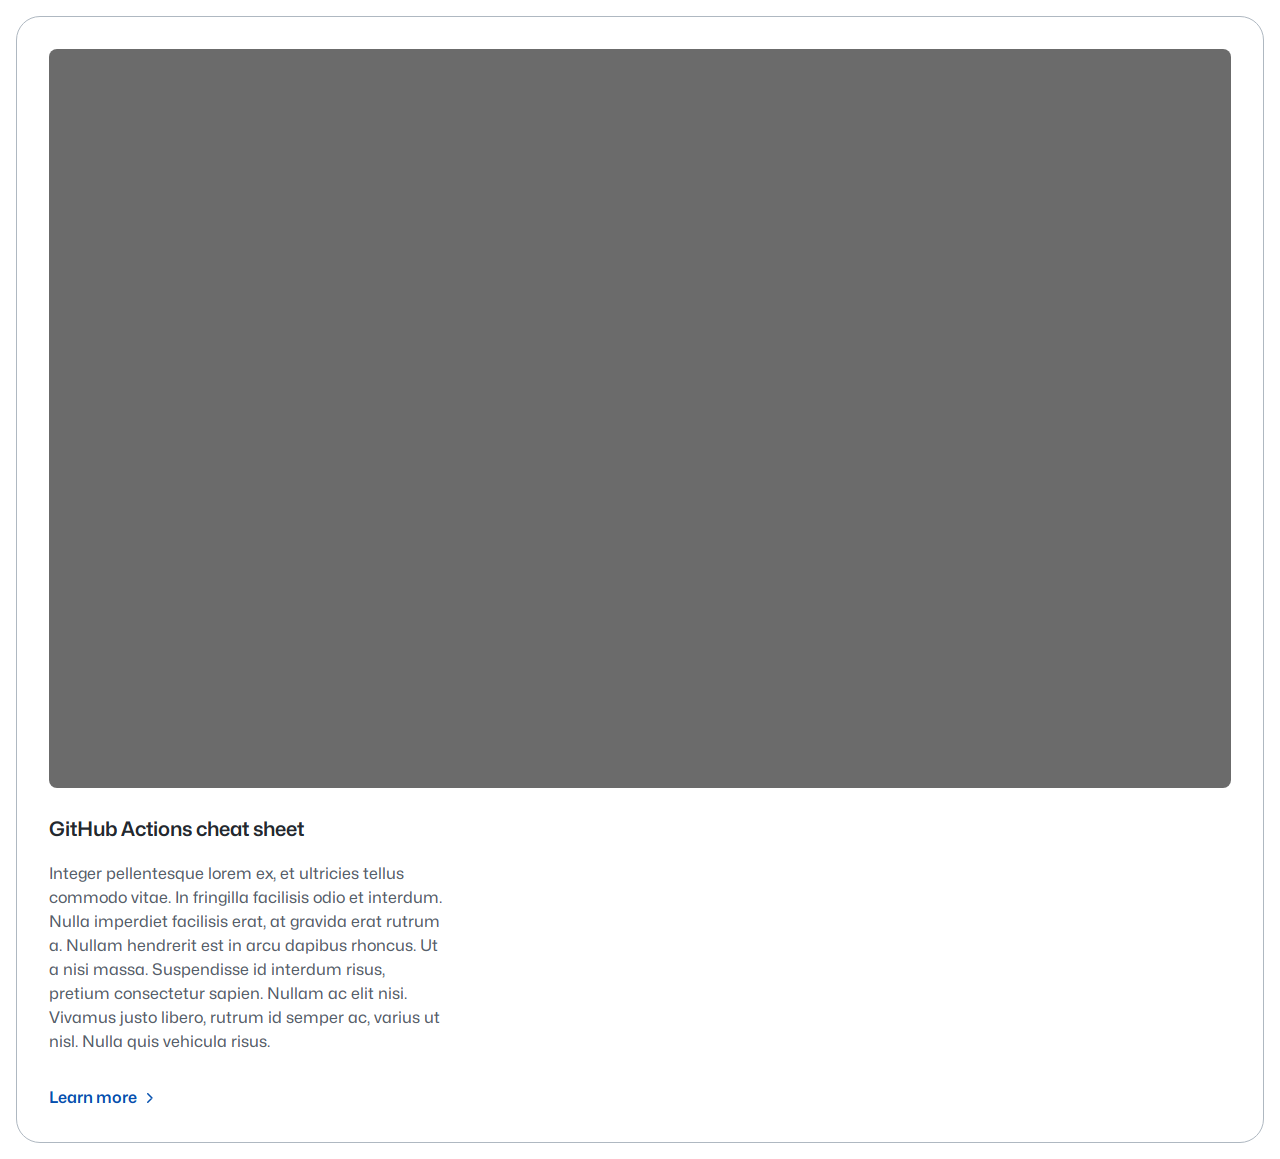 GitHub Actions cheat sheet
Integer pellentesque lorem ex, et ultricies tellus
commodo vitae. In fringilla facilisis odio et interdum.
Nulla imperdiet facilisis erat, at gravida erat rutrum
a. Nullam hendrerit est in arcu dapibus rhoncus. Ut
a nisi massa. Suspendisse id interdum risus,
pretium consectetur sapien. Nullam ac elit nisi.
Vivamus justo libero, rutrum id semper ac, varius ut
nisl. Nulla quis vehicula risus.
Learn more